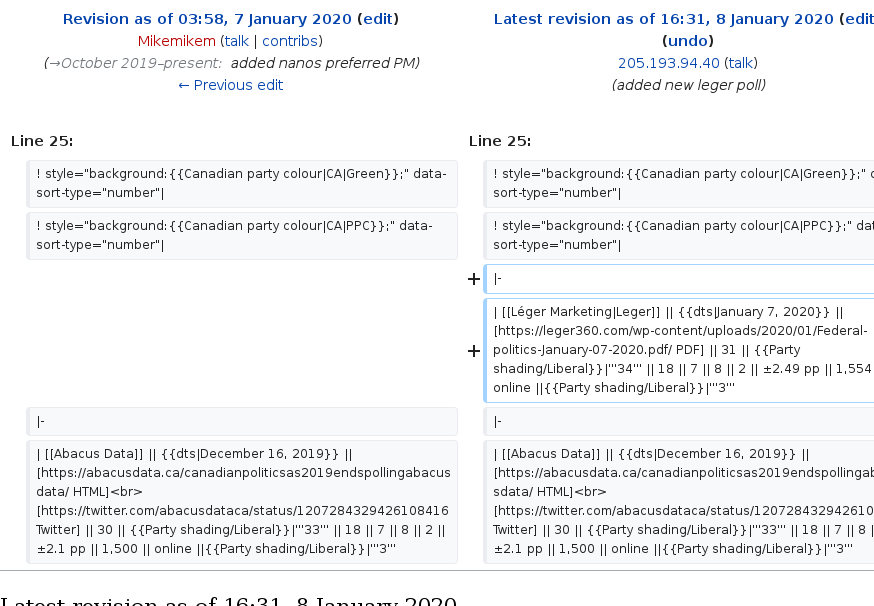 Revision as of 03:58, 7 January 2020 (edit)
Mikemikem (talk | contribs)
(→October 2019–present: added nanos preferred PM)
← Previous edit
Latest revision as of 16:31, 8 January 2020 (edit
(undo)
205.193.94.40 (talk)
(added new leger poll)
Line 25:
Line 25:
! style="background:{{Canadian party colour|CA|Green}};" data-
sort-type="number"|
! style="background:{{Canadian party colour|CA|Green}};"
sort-type="number"|
! style="background:{{Canadian party colour|CA|PPC}};" data-
sort-type="number"|
! style="background:{{Canadian party colour|CA|PPC}};" dat
sort-type="number"|
+ |-
+ | [[Léger Marketing|Leger]] || {{dts|January 7, 2020}} ||
[https://leger360.com/wp-content/uploads/2020/01/Federal-
politics-January-07-2020.pdf/ PDF] || 31 || {{Party
shading/Liberal}}|'''34''' || 18 || 7 || 8 || 2 || ±2.49 pp || 1,554
online ||{{Party shading/Liberal}}|'''3'''
|-
|-
| [[Abacus Data]] || {{dts|December 16, 2019}} ||
[https://abacusdata.ca/canadianpoliticsas2019endspollingabacus
data/ HTML]<br>
[https://twitter.com/abacusdataca/status/1207284329426108416
Twitter] || 30 || {{Party shading/Liberal}}|'''33''' || 18 || 7 || 8 || 2 ||
±2.1 pp || 1,500 || online ||{{Party shading/Liberal}}|'''3'''
| [[Abacus Data]] || {{dts|December 16, 2019}} ||
[https://abacusdata.ca/canadianpoliticsas2019endspollingab
sdata/ HTML]<br>
[https://twitter.com/abacusdataca/status/120728432942610
Twitter] || 30 || {{Party shading/Liberal}}|'''33''' || 18 || 7 || 8
±2.1 pp || 1,500 || online ||{{Party shading/Liberal}}|'''3'''
Latest revision as of 16:31, 8 January 2020